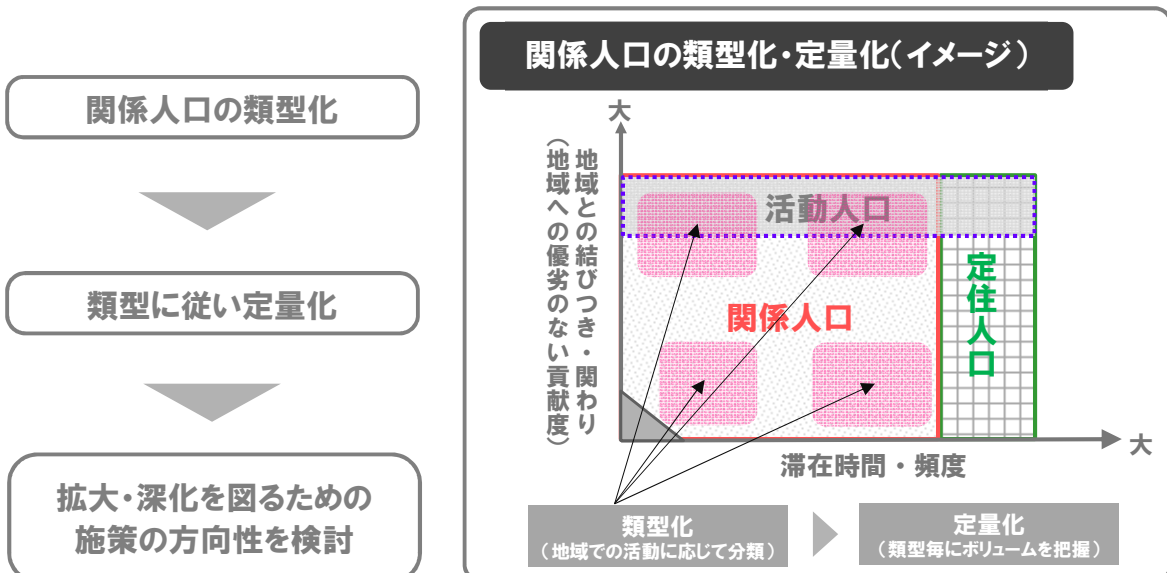 関係人口の類型化
類型に従い定量化
拡大・深化を図るための
施策の方向性を検討
関係人口の類型化・定量化(イメージ)
大
地域との結びつき・関わり
(地域への優劣のない貢献度)
活動人口
関係人口
定住人口
大
滞在時間・頻度
類型化
(地域での活動に応じて分類)
定量化
(類型毎にボリュームを把握)